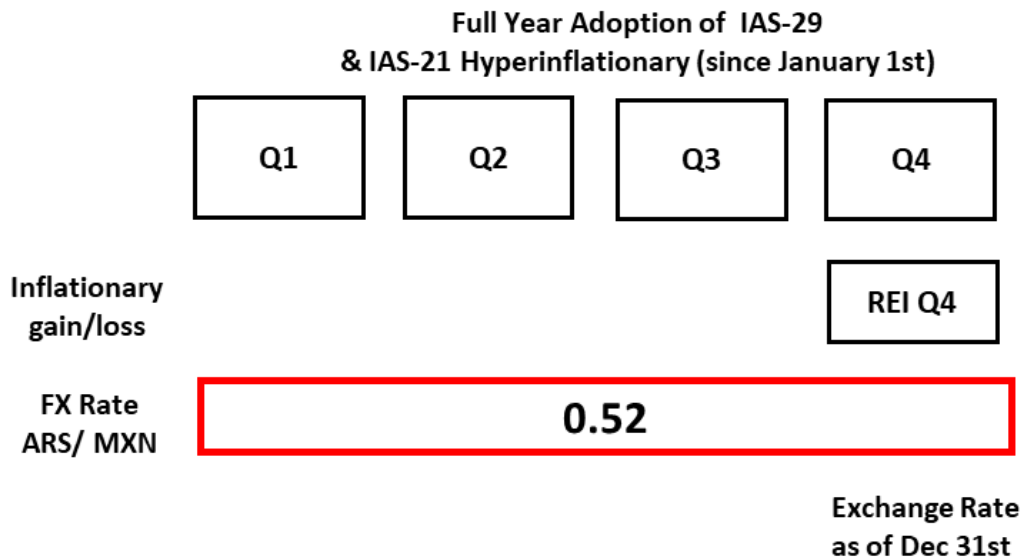 Full Year Adoption of IAS-29
& IAS-21 Hyperinflationary (since January 1st)
Q1 Q2 Q3 Q4
Inflationary
gain/loss
REI Q4
FX Rate
ARS/ MXN
0.52
Exchange Rate
as of Dec 31st